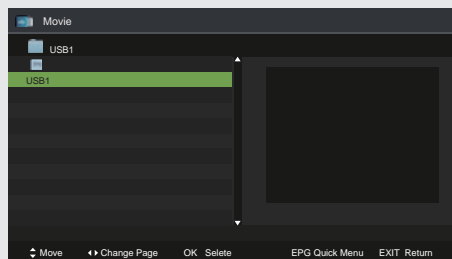 Movie
USB1
USB1
Move Change Page OK Selete EPG Quick Menu EXIT Return